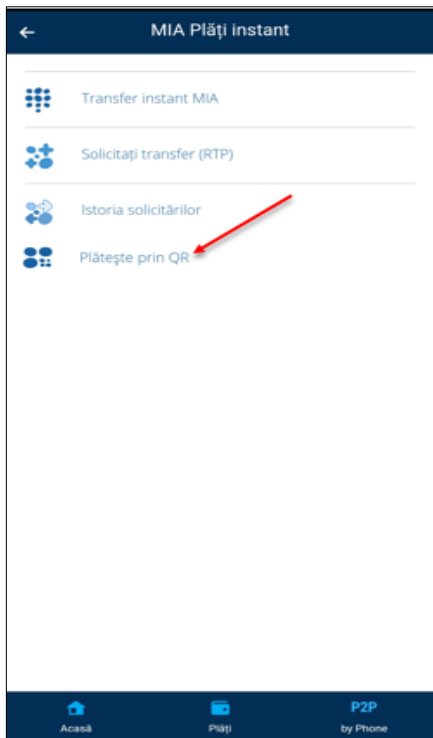 MIA Plăți instant
Transfer instant MIA
Solicitați transfer (RTP)
Istoria solicitărilor
Plătește prin QR
Acasă
Plăți
P2P
by Phone